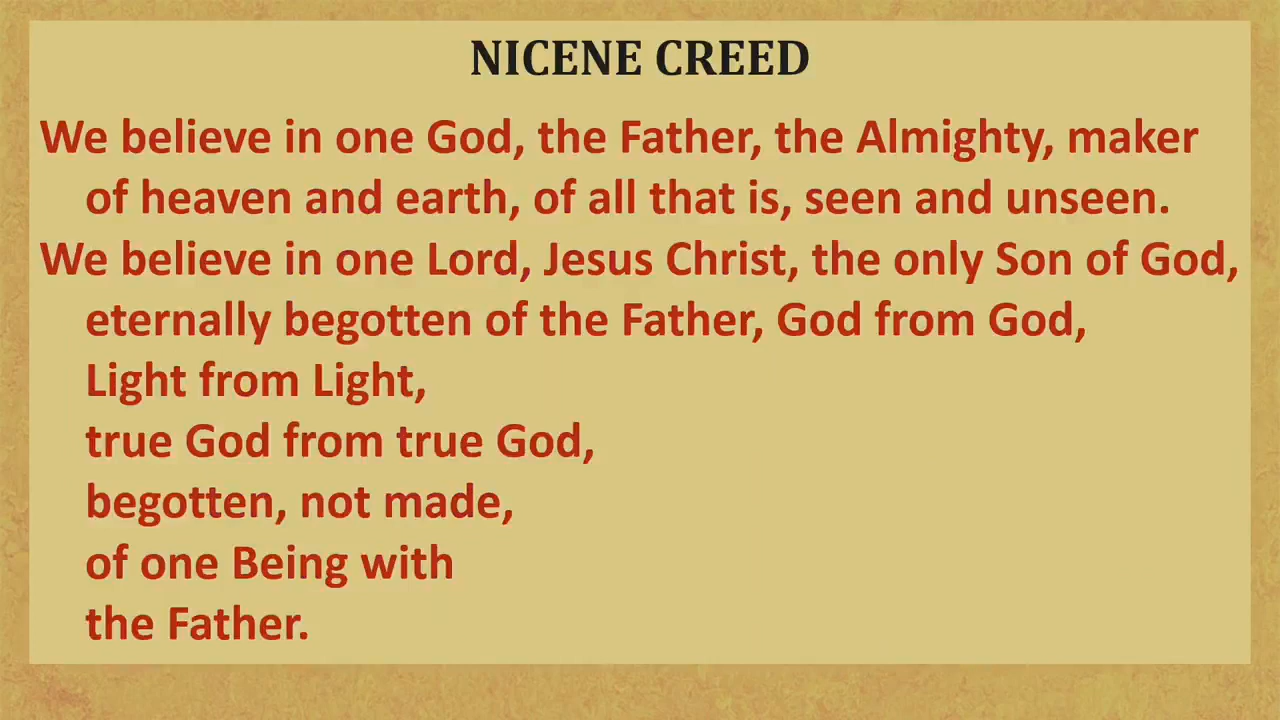 NICENE CREED
We believe in one God, the Father, the Almighty, maker
of heaven and earth, of all that is, seen and unseen.
We believe in one Lord, Jesus Christ, the only Son of God,
eternally begotten of the Father, God from God,
Light from Light,
true God from true God,
begotten, not made,
of one Being with
the Father.